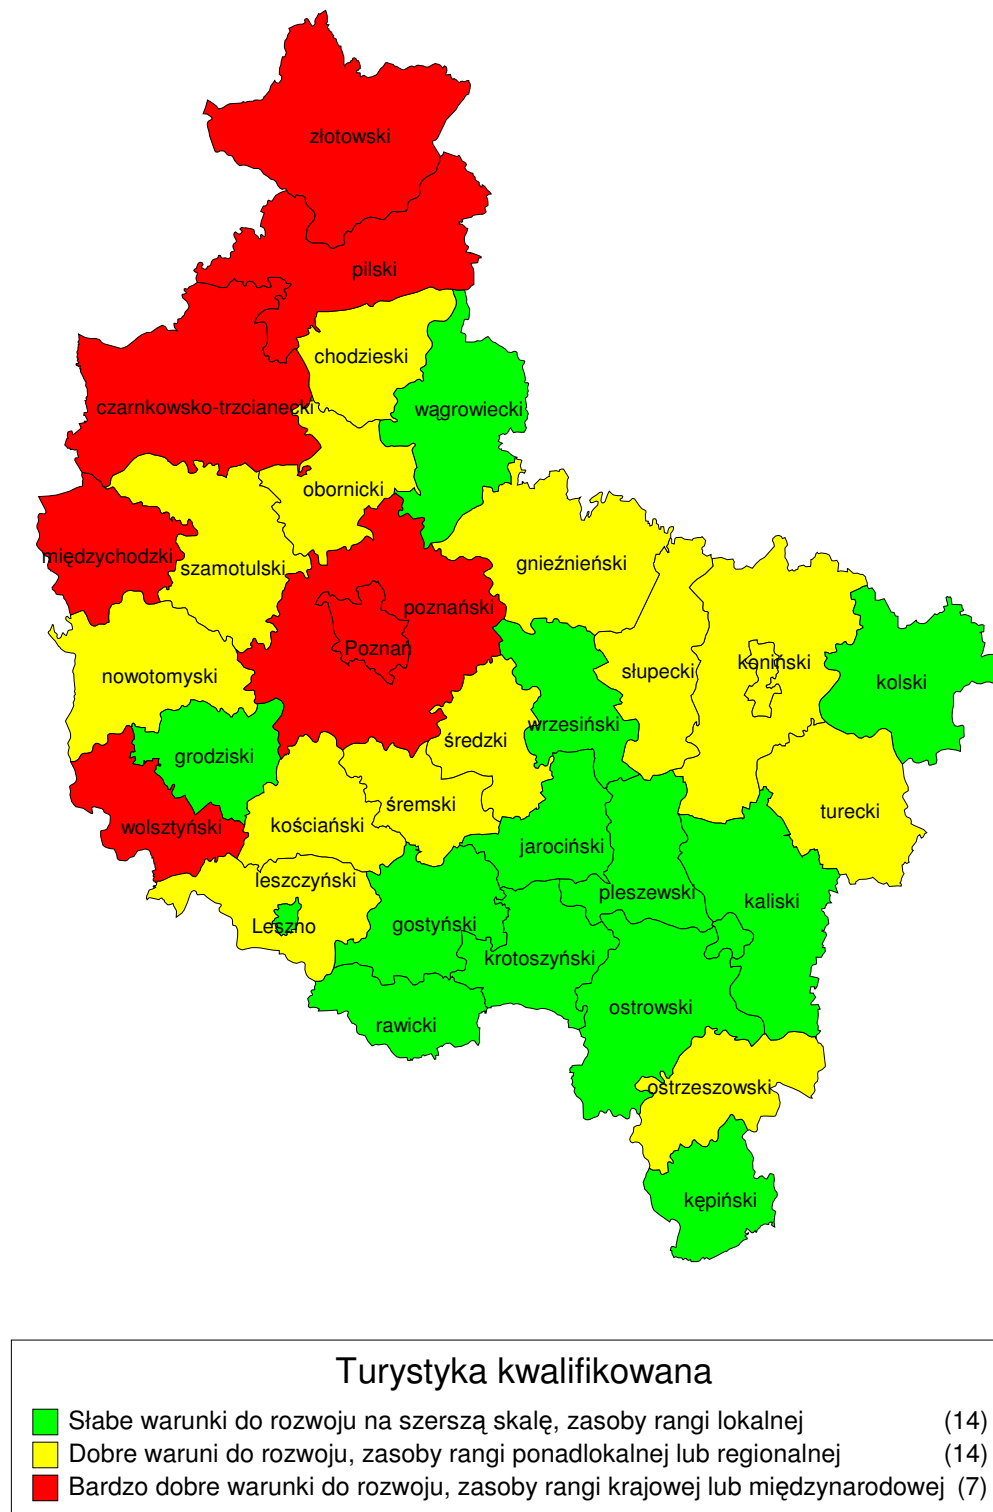 złotowski
pilski
chodzieski
czarnkowsko-trzcianecki
wągrowiecki
obornicki
międzychodzki
szamotulski
gnieźnieński
poznański
Poznań
nowotomyski
słupecki
koniński
kolski
grodziski
średzki
wrzesiński
śremski
wolsztyński
kościański
turecki
jarociński
leszczyński
pleszewski
kaliski
Leszno
gostyński
krotoszyński
ostrowski
rawicki
ostrzeszowski
kępiński
Turystyka kwalifikowana
Słabe warunki do rozwoju na szerszą skalę, zasoby rangi lokalnej (14)
Dobre waruni do rozwoju, zasoby rangi ponadlokalnej lub regionalnej (14)
Bardzo dobre warunki do rozwoju, zasoby rangi krajowej lub międzynarodowej (7)